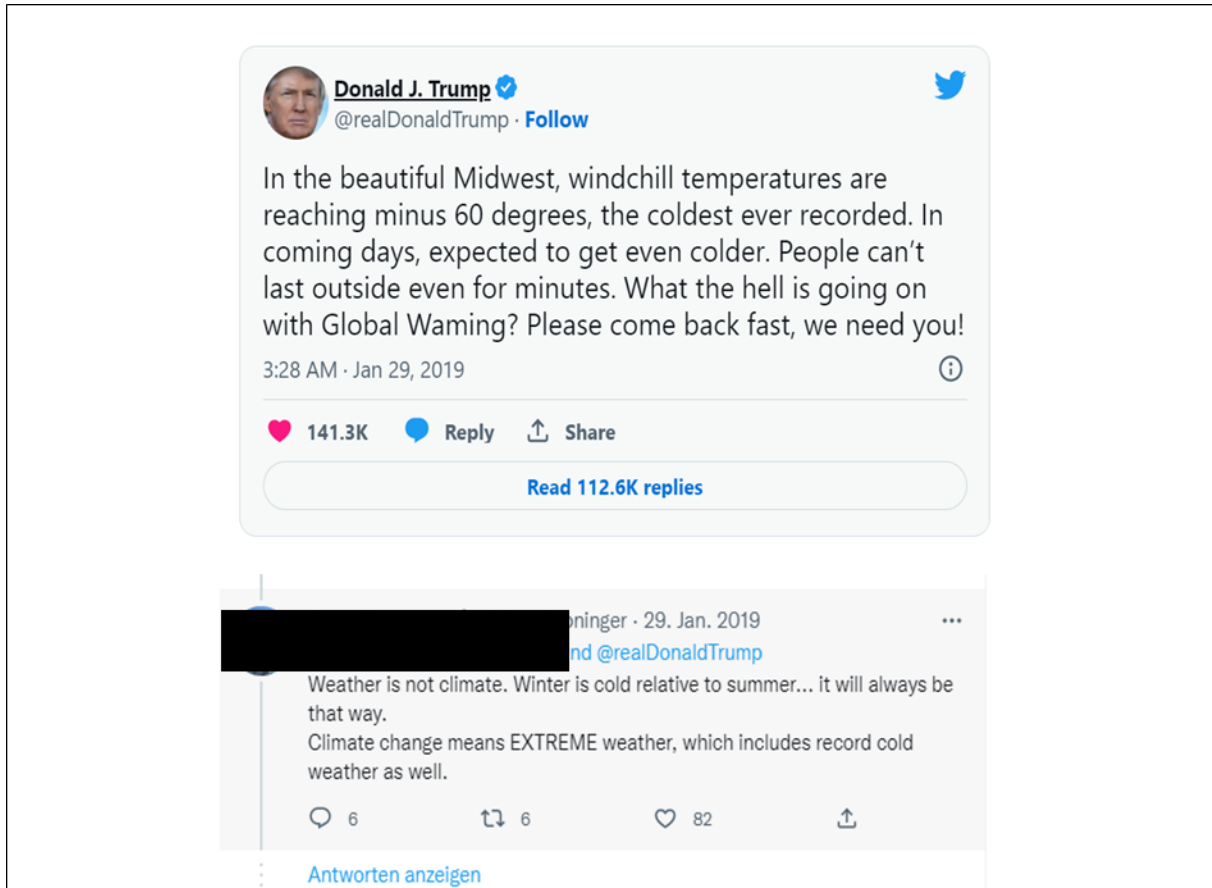 Donald J. Trump
@realDonaldTrump · Follow
In the beautiful Midwest, windchill temperatures are
reaching minus 60 degrees, the coldest ever recorded. In
coming days, expected to get even colder. People can't
last outside even for minutes. What the hell is going on
with Global Waming? Please come back fast, we need you!
3:28 AM · Jan 29, 2019
141.3K Reply Share
Read 112.6K replies
· 29. Jan. 2019
@realDonaldTrump
Weather is not climate. Winter is cold relative to summer... it will always be
that way.
Climate change means EXTREME weather, which includes record cold
weather as well.
6 6 82
Antworten anzeigen